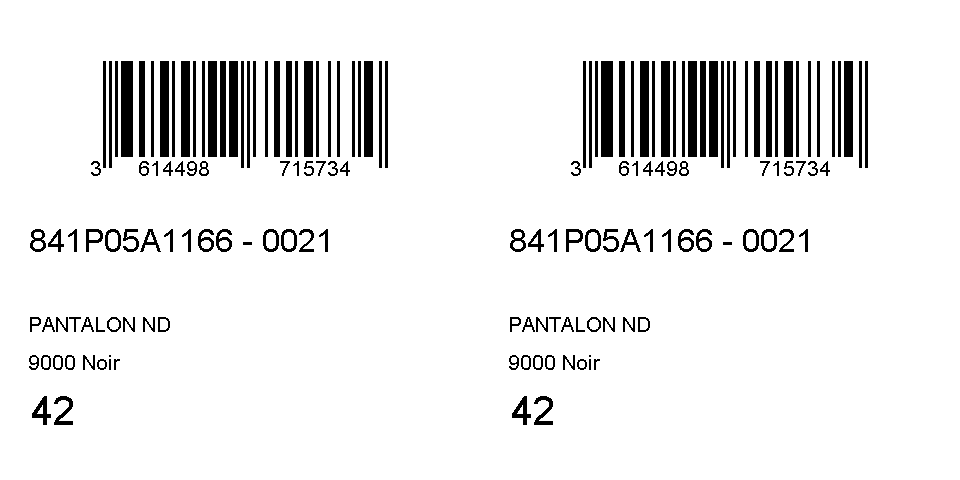 3 614498 715734
841P05A1166 - 0021
PANTALON ND
9000 Noir
42
3 614498 715734
841P05A1166 - 0021
PANTALON ND
9000 Noir
42